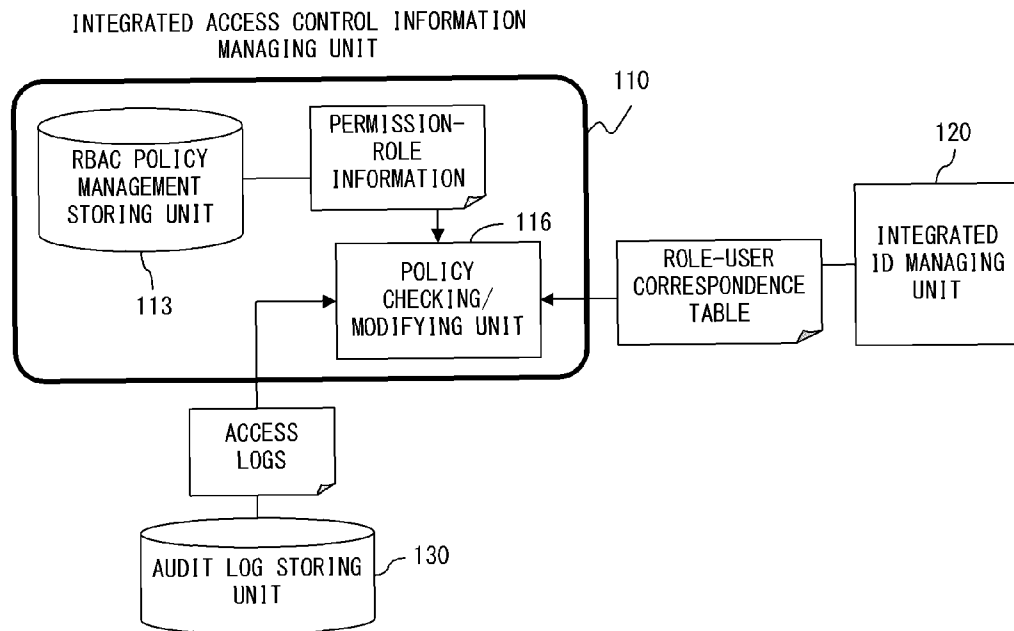 INTEGRATED ACCESS CONTROL INFORMATION
MANAGING UNIT
110
RBAC POLICY
MANAGEMENT
STORING UNIT
113
PERMISSION-
ROLE
INFORMATION
116
POLICY
CHECKING/
MODIFYING UNIT
ROLE-USER
CORRESPONDENCE
TABLE
120
INTEGRATED
ID MANAGING
UNIT
ACCESS
LOGS
AUDIT LOG STORING
UNIT
130